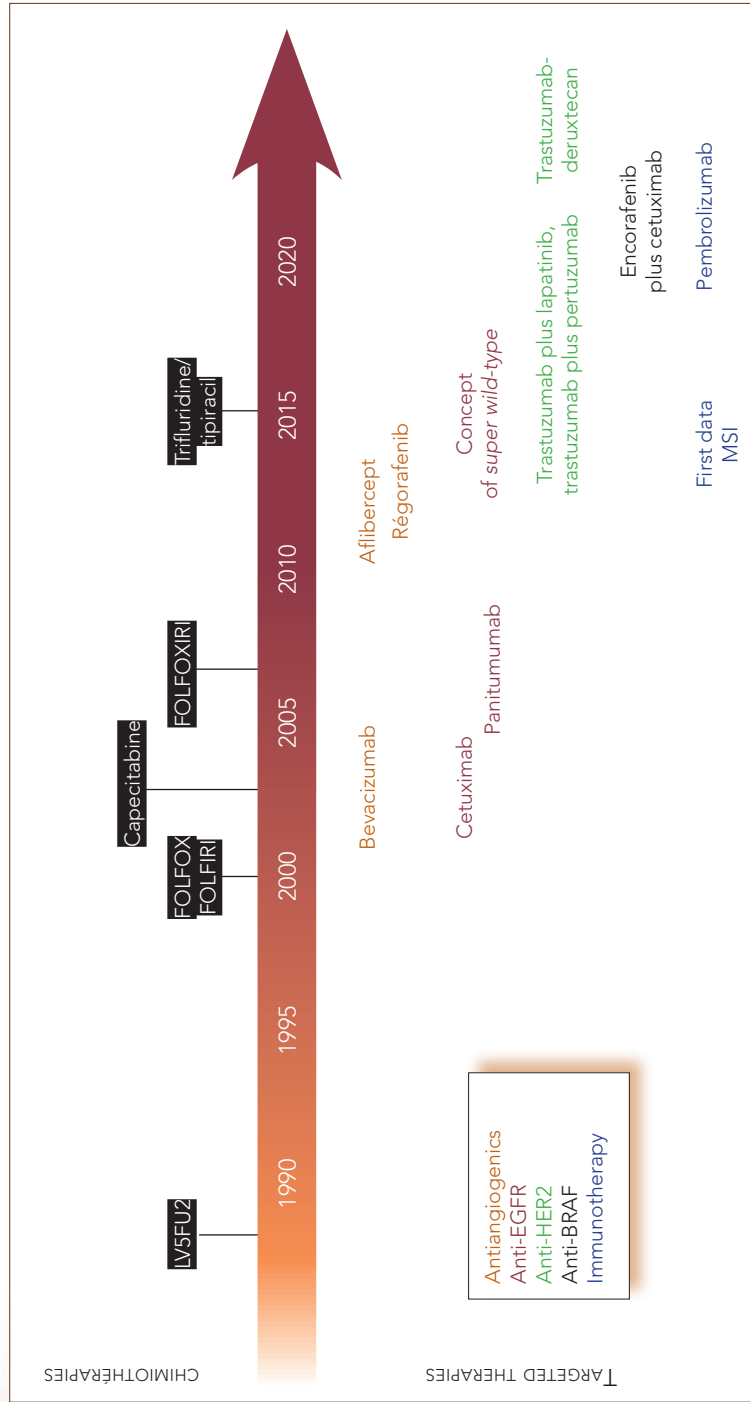 CHIMIOTHÉRAPIES
LV5FU2
FOLFOX
FOLFIRI
Capecitabine
FOLFOXIRI
Trifluridine/
tipiracil
1990
1995
2000
2005
2010
2015
2020
TARGETED THERAPIES
Bevacizumab
Aflibercept
Régorafenib
Cetuximab
Panitumumab
Concept
of super wild-type
Trastuzumab plus lapatinib,
trastuzumab plus pertuzumab
Trastuzumab-
deruxtecan
Encorafenib
plus cetuximab
First data
MSI
Pembrolizumab
Antiangiogenics
Anti-EGFR
Anti-HER2
Anti-BRAF
Immunotherapy